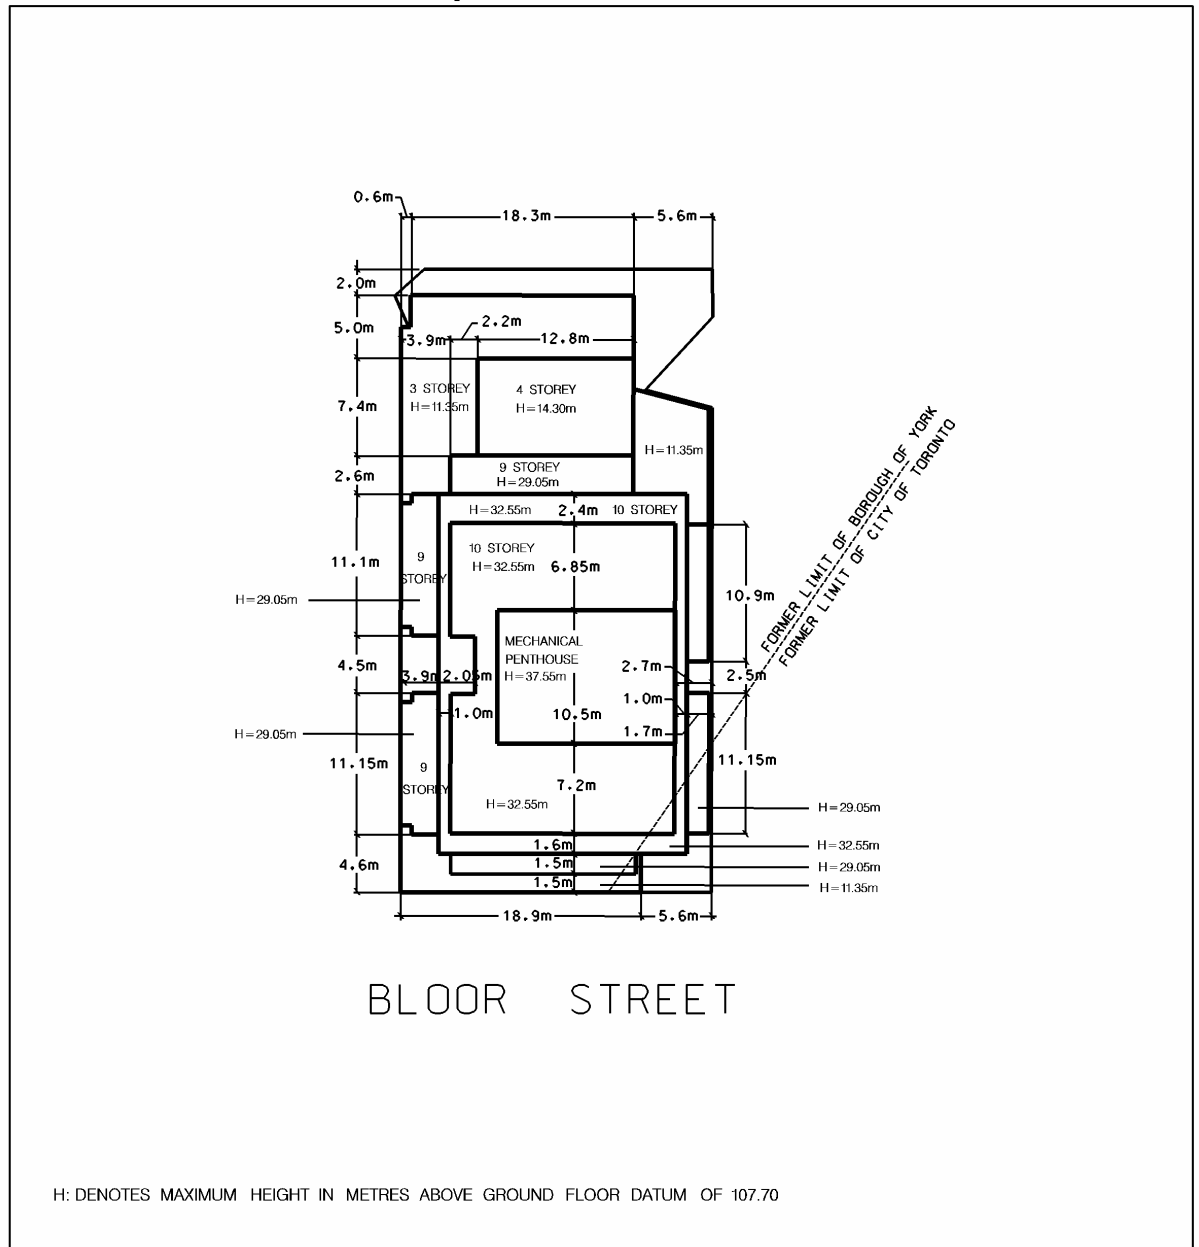 0.6m
18.3m
5.6m
2.0m
5.0m
2.2m
3.9m
12.8m
3 STOREY
H=11.35m
4 STOREY
H=14.30m
7.4m
H=11.35m
9 STOREY
H=29.05m
2.6m
H=32.55m
2.4m
10 STOREY
10 STOREY
H=32.55m
6.85m
11.1m
9
STOREY
H=29.05m
10.9m
FORMER LIMIT OF BOROUGH OF YORK
FORMER LIMIT OF CITY OF TORONTO
MECHANICAL
PENTHOUSE
H=37.55m
4.5m
3.9m
2.05m
2.7m
2.5m
1.0m
1.0m
10.5m
1.7m
H=29.05m
11.15m
9
STOREY
11.15m
7.2m
H=32.55m
H=29.05m
1.6m
H=32.55m
4.6m
1.5m
H=29.05m
1.5m
H=11.35m
18.9m
5.6m
BLOOR STREET
H: DENOTES MAXIMUM HEIGHT IN METRES ABOVE GROUND FLOOR DATUM OF 107.70